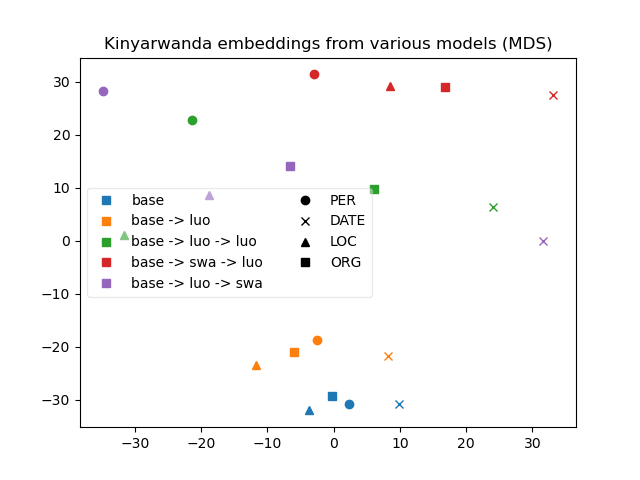 Kinyarwanda embeddings from various models (MDS)
30
20
10
0
−10
−20
−30
base
base -> luo
base -> luo -> luo
base -> swa -> luo
base -> luo -> swa
PER
DATE
LOC
ORG
−30 −20 −10 0 10 20 30